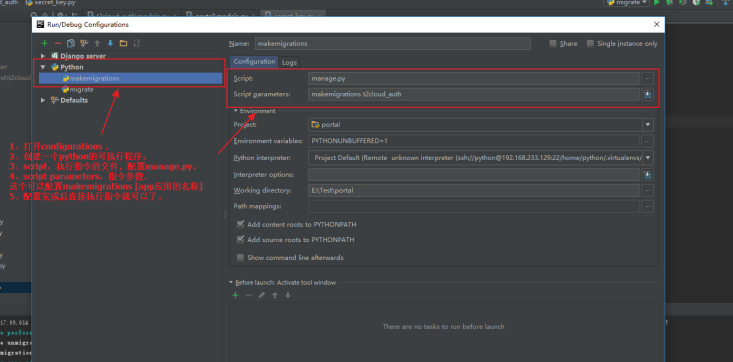 secret_key.py
migrate
Run/Debug Configurations
Name:
makemigrations
Share
Single instance only
Django server
Python
makemigrations
migrate
Defaults
Configuration
Logs
Script:
manage.py
Script parameters:
makemigrations t2cloud_auth
Environment
Project:
portal
Environment variables:
PYTHONUNBUFFERED=1
Python interpreter:
Project Default (Remote unknown interpreter (ssh://python@192.168.233.129:22/home/python/.virtualenvs/
Interpreter options:
Working directory:
E:\Test\portal
Path mappings:
Add content roots to PYTHONPATH
Add source roots to PYTHONPATH
Show command line afterwards
Before launch: Activate tool window
There are no tasks to run before launch
1、打开configurations 。
2、创建一个python的可执行程序。
3、script，执行指令的文件，配置manage.py。
4、script parameters，指令参数。
这个可以配置makemigrations [app应用的名称]
5、配置完成后直接执行指令就可以了。
17:09.614